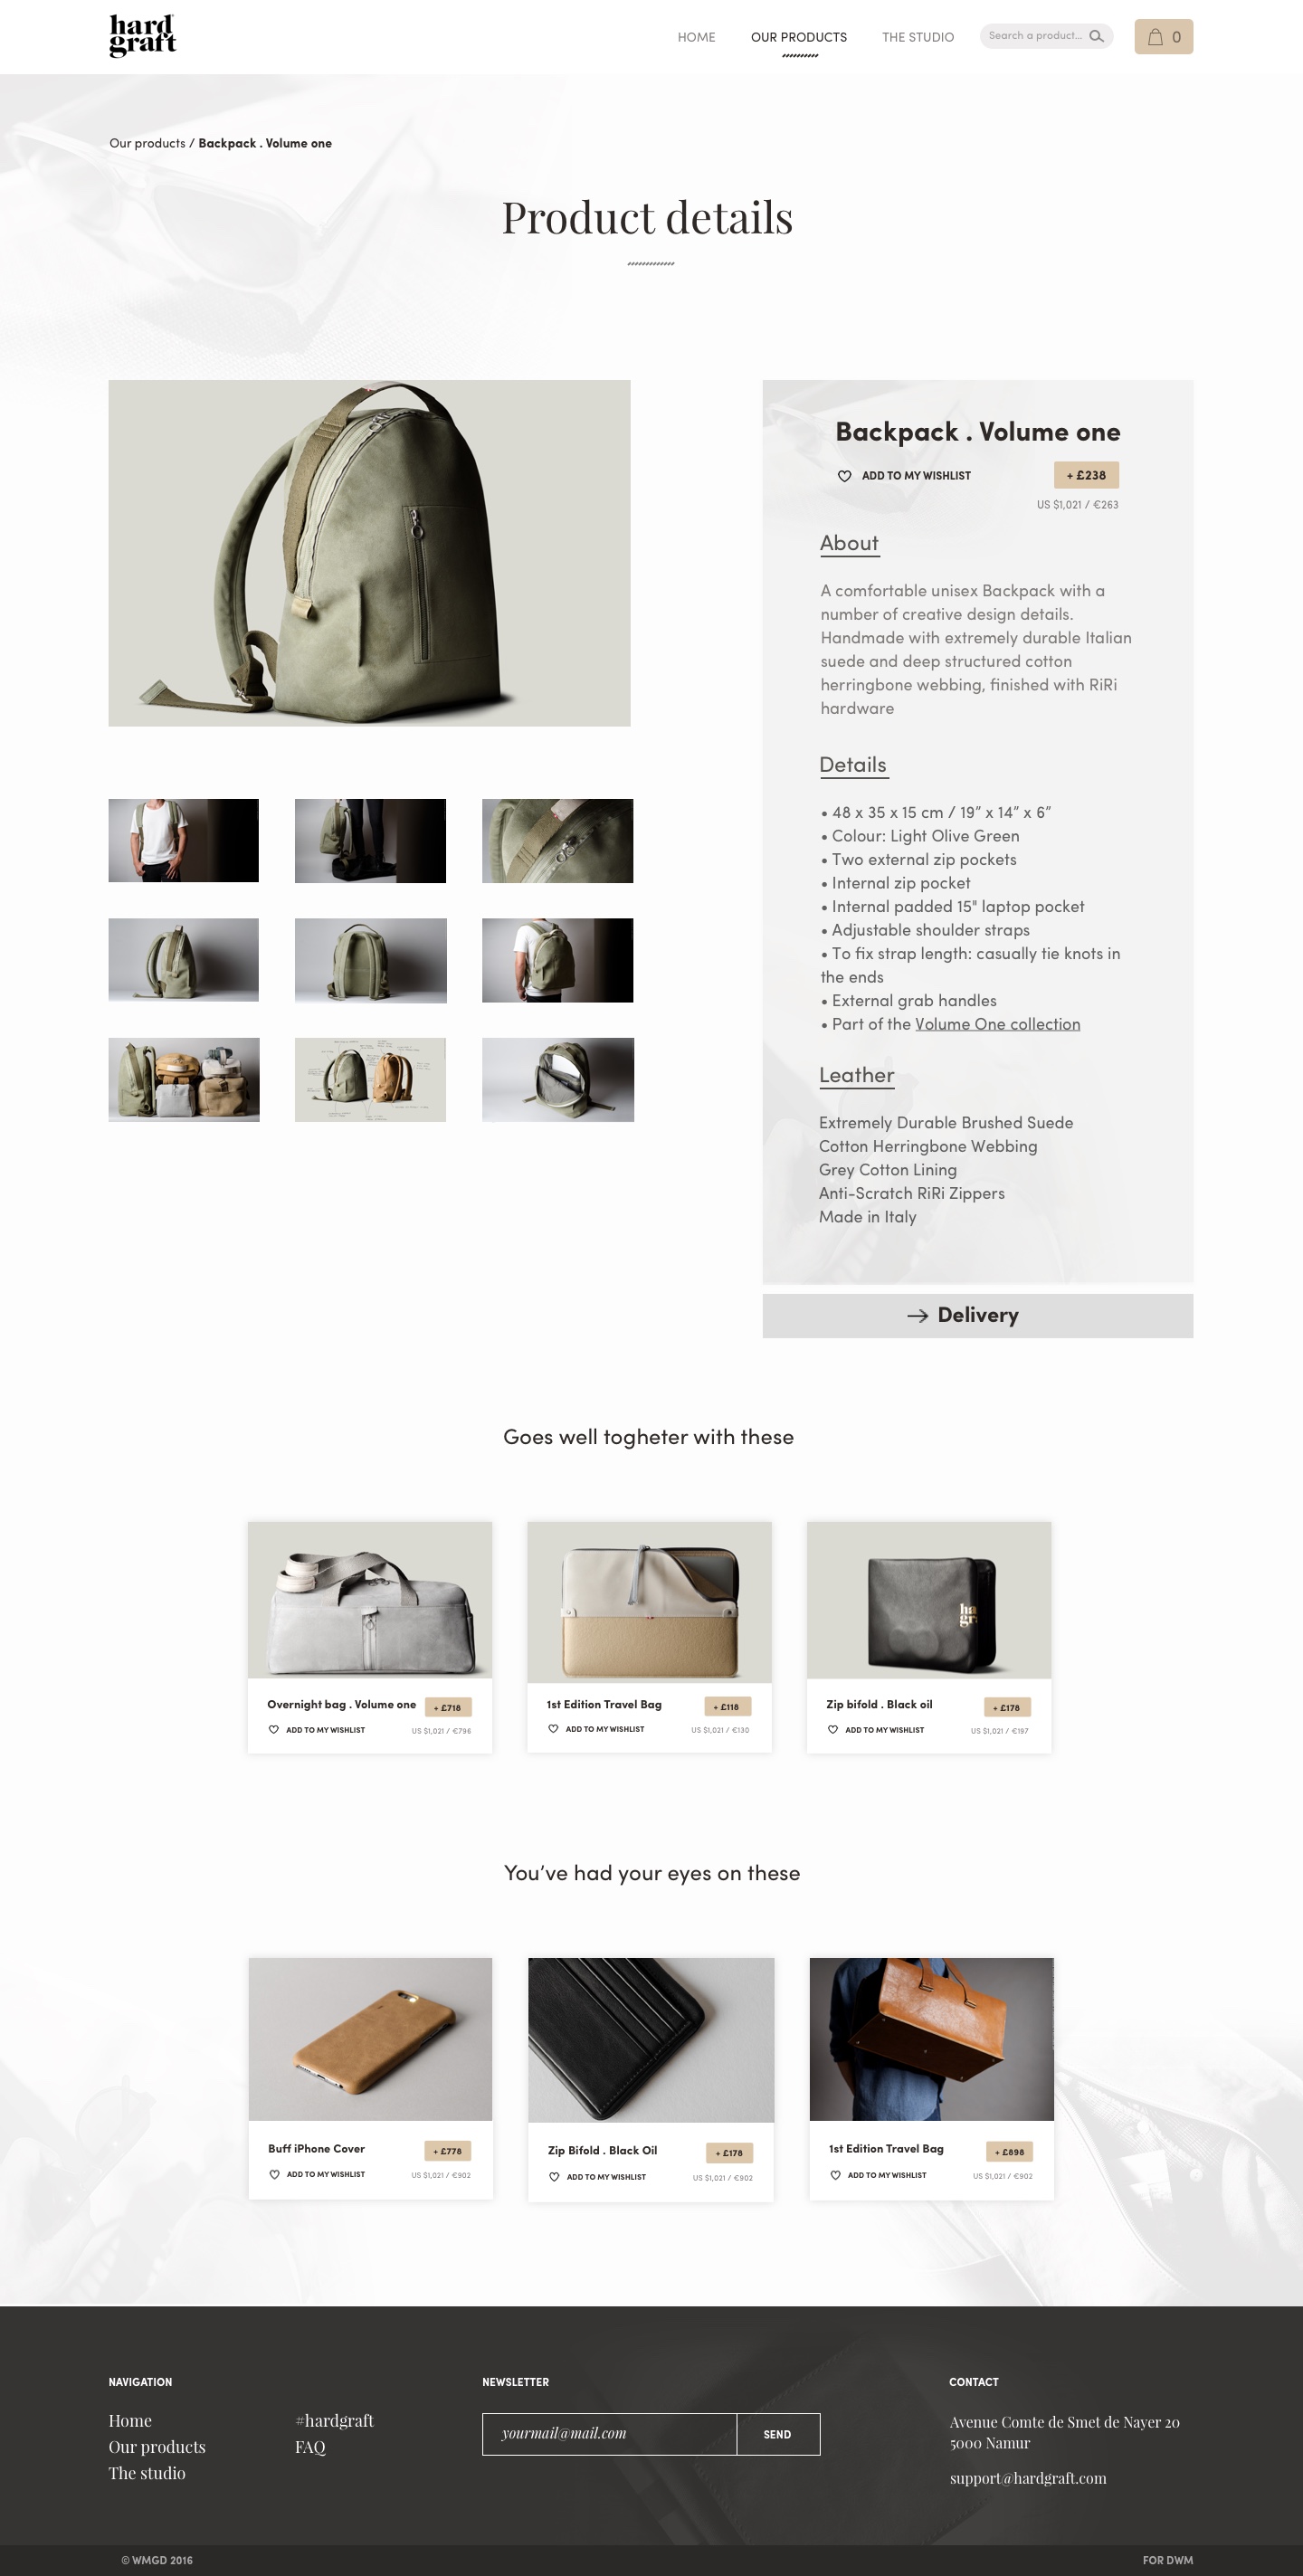 hard
graft
HOME
OUR PRODUCTS
THE STUDIO
Search a product...
0
Our products / Backpack . Volume one
Product details
Backpack . Volume one
ADD TO MY WISHLIST
+ £238
US $1,021 / €263
About
A comfortable unisex Backpack with a
number of creative design details.
Handmade with extremely durable Italian
suede and deep structured cotton
herringbone webbing, finished with RiRi
hardware
Details
• 48 x 35 x 15 cm / 19” x 14” x 6”
• Colour: Light Olive Green
• Two external zip pockets
• Internal zip pocket
• Internal padded 15" laptop pocket
• Adjustable shoulder straps
• To fix strap length: casually tie knots in
the ends
• External grab handles
• Part of the Volume One collection
Leather
Extremely Durable Brushed Suede
Cotton Herringbone Webbing
Grey Cotton Lining
Anti-Scratch RiRi Zippers
Made in Italy
→ Delivery
Goes well togheter with these
ha
gr
Overnight bag . Volume one
+ £718
ADD TO MY WISHLIST
US $1,021 / €796
1st Edition Travel Bag
+ £118
ADD TO MY WISHLIST
US $1,021 / €130
Zip bifold . Black oil
+ £178
ADD TO MY WISHLIST
US $1,021 / €197
You’ve had your eyes on these
Buff iPhone Cover
+ £778
ADD TO MY WISHLIST
US $1,021 / €902
Zip Bifold . Black Oil
+ £178
ADD TO MY WISHLIST
US $1,021 / €902
1st Edition Travel Bag
+ £898
ADD TO MY WISHLIST
US $1,021 / €902
NAVIGATION
Home
Our products
The studio
#hardgraft
FAQ
NEWSLETTER
yourmail@mail.com
SEND
CONTACT
Avenue Comte de Smet de Nayer 20
5000 Namur
support@hardgraft.com
© WMGD 2016
FOR DWM